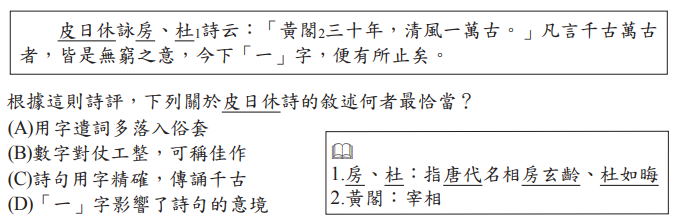 皮日休詠房、杜1詩云：「黃閣2三十年，清風一萬古。」凡言千古萬古
者，皆是無窮之意，今下「一」字，便有所止矣。
根據這則詩評，下列關於皮日休詩的敘述何者最恰當？
(A)用字遣詞多落入俗套
(B)數字對仗工整，可稱佳作
(C)詩句用字精確，傳誦千古
(D)「一」字影響了詩句的意境
1.房、杜：指唐代名相房玄齡、杜如晦
2.黃閣：宰相